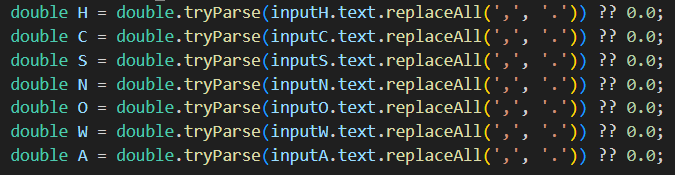 double H = double.tryParse(inputH.text.replaceAll(',', '.')) ?? 0.0;
double C = double.tryParse(inputC.text.replaceAll(',', '.')) ?? 0.0;
double S = double.tryParse(inputS.text.replaceAll(',', '.')) ?? 0.0;
double N = double.tryParse(inputN.text.replaceAll(',', '.')) ?? 0.0;
double O = double.tryParse(inputO.text.replaceAll(',', '.')) ?? 0.0;
double W = double.tryParse(inputW.text.replaceAll(',', '.')) ?? 0.0;
double A = double.tryParse(inputA.text.replaceAll(',', '.')) ?? 0.0;